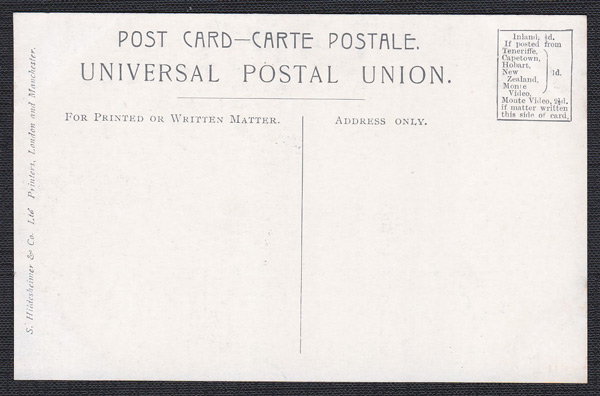 POST CARD—CARTE POSTALE.
UNIVERSAL POSTAL UNION.
FOR PRINTED OR WRITTEN MATTER.
ADDRESS ONLY.
Inland, ½d.
If posted from
Teneriffe,
Capetown,
Hobart,
New
Zealand,
Monte
Video,
1d.
Monte Video, 2½d.
if matter written
this side of card.
S. Hildesheimer & Co. Ltd Printers, London and Manchester.